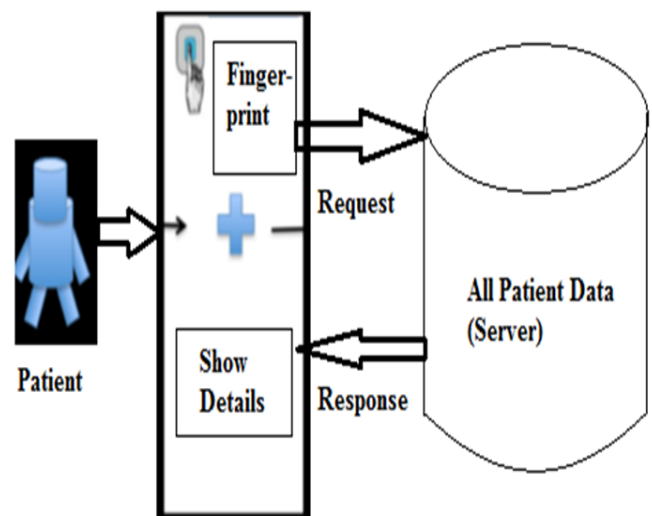 Finger-
print
Request
All Patient Data
(Server)
Show
Details
Patient
Response